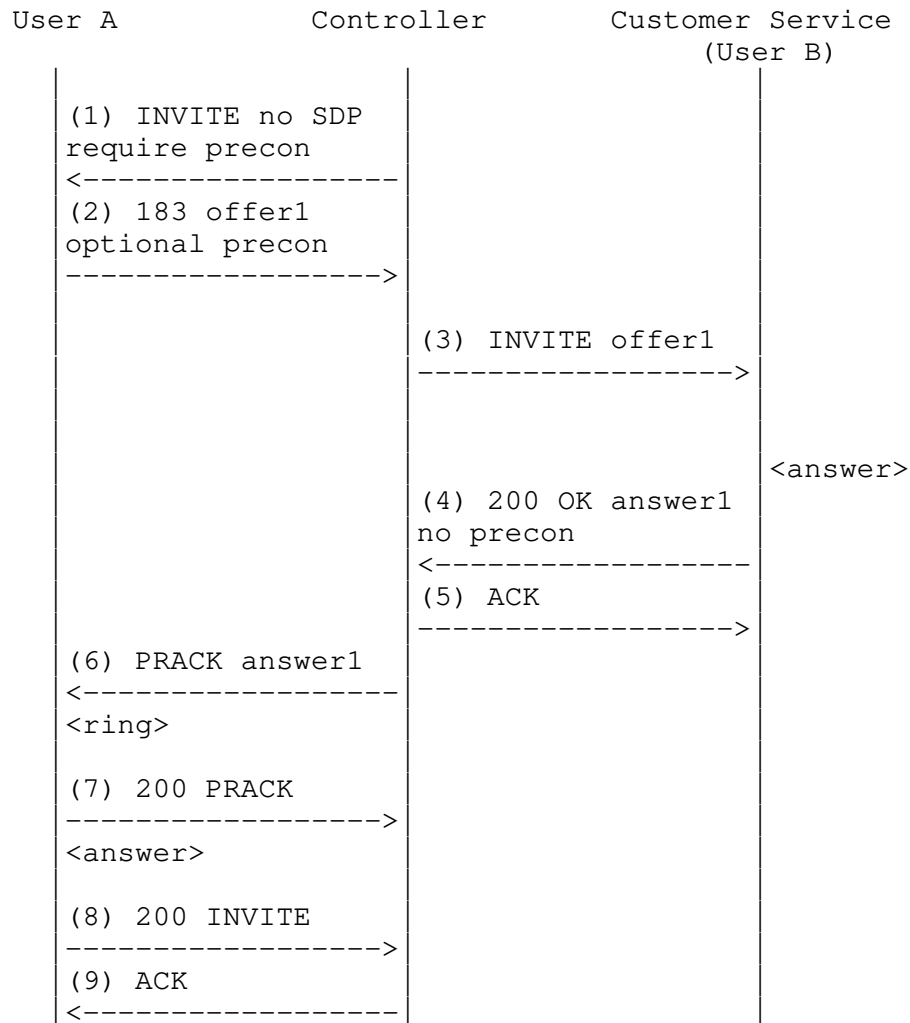 User A Controller Customer Service
(User B)
(1) INVITE no SDP
require precon
<------------------
(2) 183 offer1
optional precon
------------------>
(3) INVITE offer1
------------------>
<answer>
(4) 200 OK answer1
no precon
<------------------
(5) ACK
------------------>
(6) PRACK answer1
<------------------
<ring>
(7) 200 PRACK
------------------>
<answer>
(8) 200 INVITE
------------------>
(9) ACK
<------------------